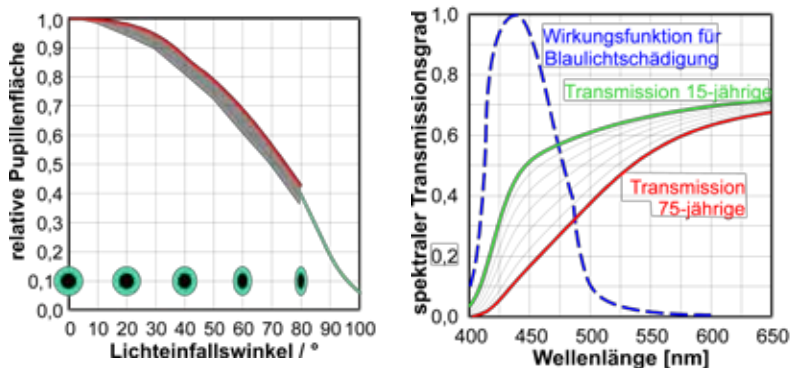 relative Pupillenfläche
1,0
0,9
0,8
0,7
0,6
0,5
0,4
0,3
0,2
0,1
0,0
0 10 20 30 40 50 60 70 80 90 100
Lichteinfallswinkel / °
spektraler Transmissionsgrad
1,0
0,8
0,6
0,4
0,2
0,0
Wirkungsfunktion für
Blaulichtschädigung
Transmission 15-jährige
Transmission
75-jährige
400 450 500 550 600 650
Wellenlänge [nm]